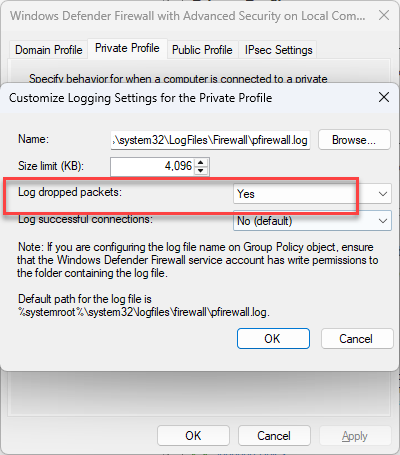 Windows Defender Firewall with Advanced Security on Local Com...
Domain Profile Private Profile Public Profile IPsec Settings
Specify behavior for when a computer is connected to a private
Customize Logging Settings for the Private Profile
Name: \system32\LogFiles\Firewall\pfirewall.log Browse...
Size limit (KB): 4,096
Log dropped packets: Yes
Log successful connections: No (default)
Note: If you are configuring the log file name on Group Policy object, ensure
that the Windows Defender Firewall service account has write permissions to
the folder containing the log file.
Default path for the log file is
%systemroot%\system32\logfiles\firewall\pfirewall.log.
OK Cancel
OK Cancel Apply